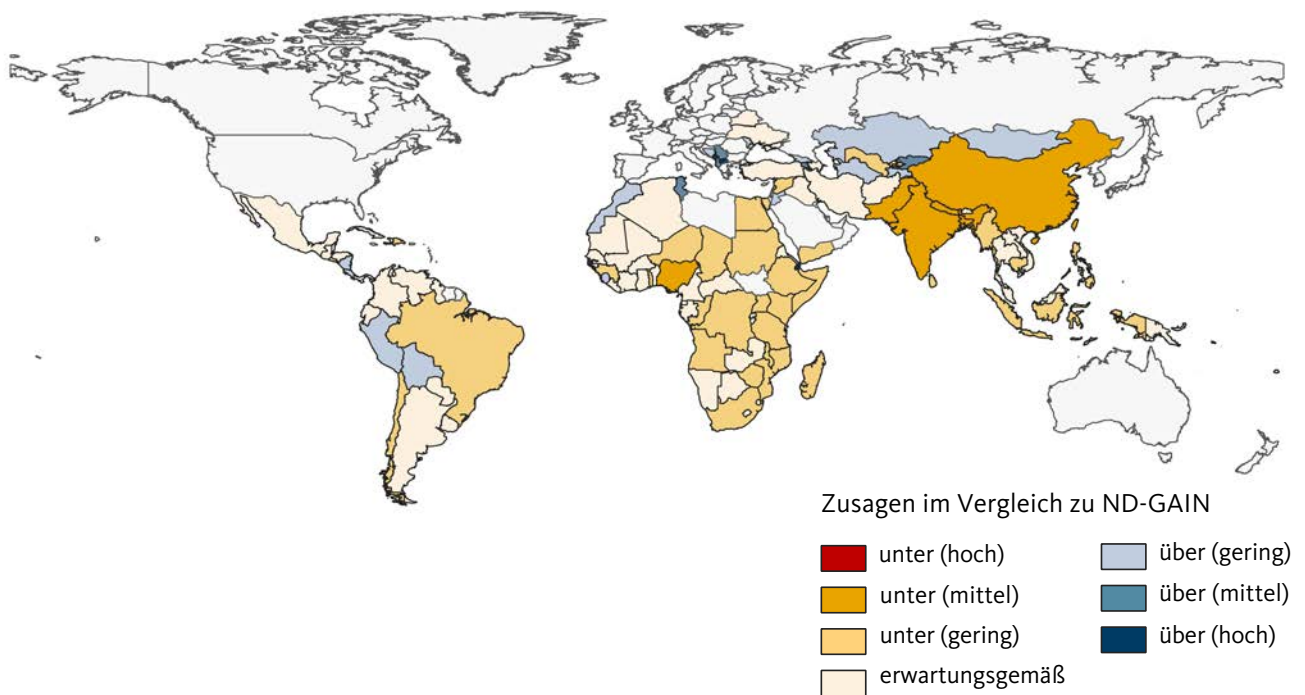 Zusagen im Vergleich zu ND-GAIN
unter (hoch)
unter (mittel)
unter (gering)
erwartungsgemäß
über (gering)
über (mittel)
über (hoch)